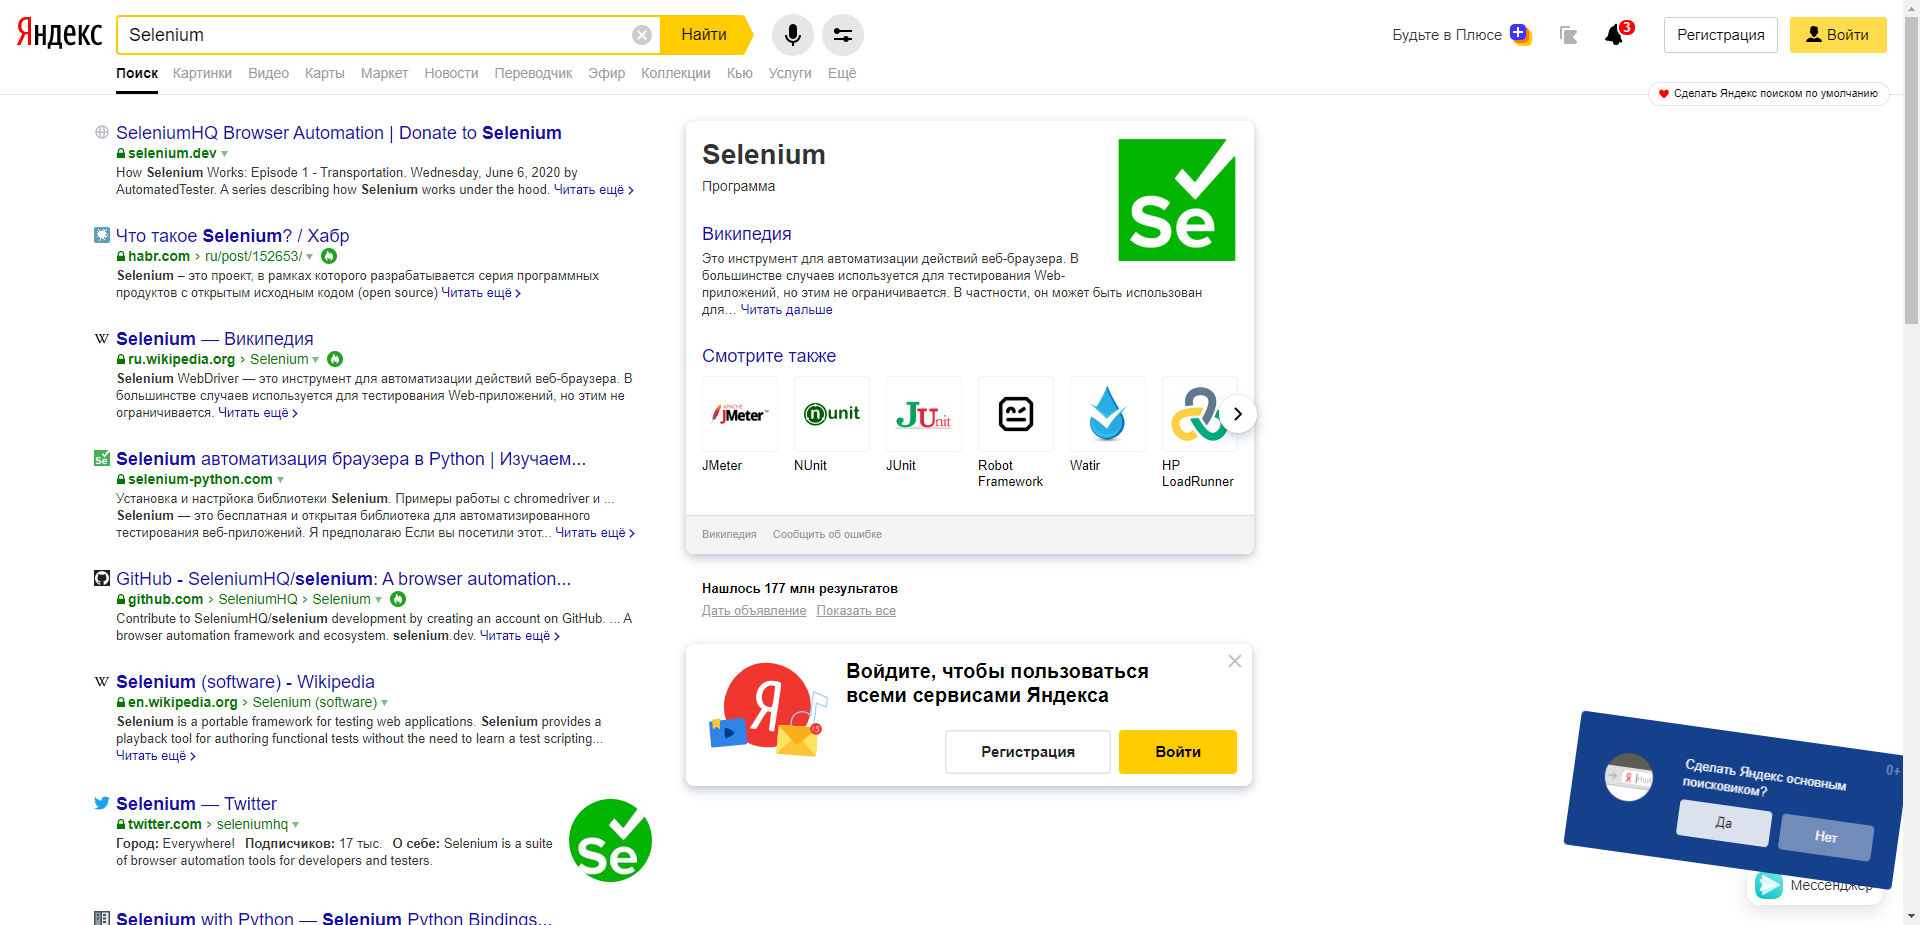 Яндекс
Selenium
Найти
Будьте в Плюсе
3
Регистрация
Войти
Поиск Картинки Видео Карты Маркет Новости Переводчик Эфир Коллекции Кью Услуги Ещё
Сделать Яндекс поиском по умолчанию
SeleniumHQ Browser Automation | Donate to Selenium
selenium.dev
How Selenium Works: Episode 1 - Transportation. Wednesday, June 6, 2020 by
AutomatedTester. A series describing how Selenium works under the hood. Читать ещё >
Что такое Selenium? / Хабр
habr.com > ru/post/152653/
Selenium – это проект, в рамках которого разрабатывается серия программных
продуктов с открытым исходным кодом (open source) Читать ещё >
W Selenium — Википедия
ru.wikipedia.org > Selenium
Selenium WebDriver — это инструмент для автоматизации действий веб-браузера. В
большинстве случаев используется для тестирования Web-приложений, но этим не
ограничивается. Читать ещё >
Se Selenium автоматизация браузера в Python | Изучаем...
selenium-python.com
Установка и настрйока библиотеки Selenium. Примеры работы с chromedriver и ...
Selenium — это бесплатная и открытая библиотека для автоматизированного
тестирования веб-приложений. Я предполагаю Если вы посетили этот... Читать ещё >
GitHub - SeleniumHQ/selenium: A browser automation...
github.com > SeleniumHQ > Selenium
Contribute to SeleniumHQ/selenium development by creating an account on GitHub. ... A
browser automation framework and ecosystem. selenium.dev. Читать ещё >
W Selenium (software) - Wikipedia
en.wikipedia.org > Selenium (software)
Selenium is a portable framework for testing web applications. Selenium provides a
playback tool for authoring functional tests without the need to learn a test scripting...
Читать ещё >
Selenium — Twitter
twitter.com > seleniumhq
Город: Everywhere! Подписчиков: 17 тыс. О себе: Selenium is a suite
of browser automation tools for developers and testers.
Se
Selenium with Python — Selenium Python Bindings...
Selenium
Программа
Se
Википедия
Это инструмент для автоматизации действий веб-браузера. В
большинстве случаев используется для тестирования Web-
приложений, но этим не ограничивается. В частности, он может быть использован
для... Читать дальше
Смотрите также
APACHE
JMeter™
nunit
JUnit
JMeter
NUnit
JUnit
Robot
Framework
Watir
HP
LoadRunner
Википедия Сообщить об ошибке
Нашлось 177 млн результатов
Дать объявление Показать все
Я
15
Войдите, чтобы пользоваться
всеми сервисами Яндекса
Регистрация
Войти
Я Най
Сделать Яндекс основным
поисковиком?
0+
Да
Нет
Мессенджер